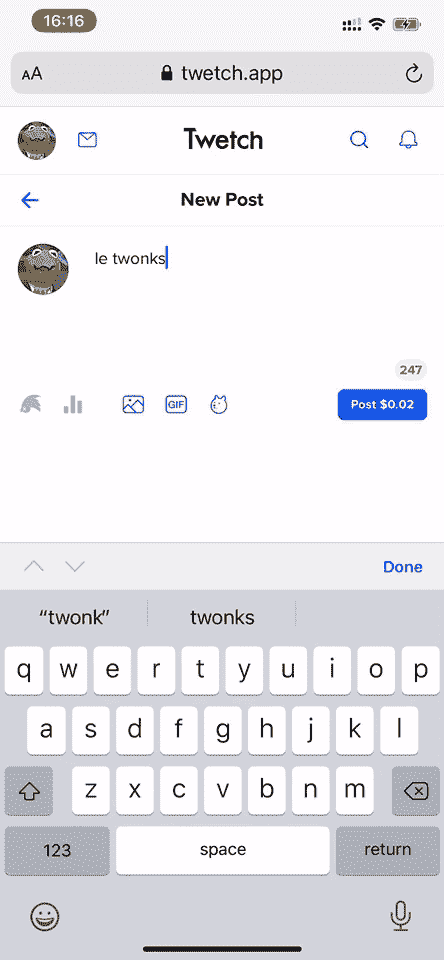 16:16
AA twetch.app
Twetch
New Post
le twonks
247
GIF
Post $0.02
Done
“twonk” twonks
q w e r t y u i o p
a s d f g h j k l
z x c v b n m
123 space return